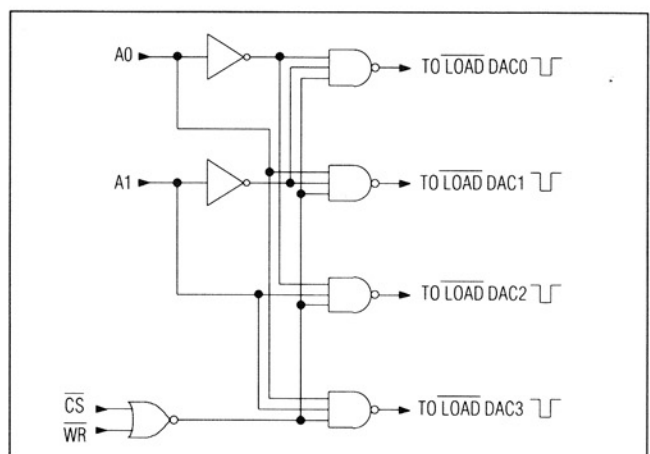 A0
TO LOAD DAC0
A1
TO LOAD DAC1
TO LOAD DAC2
CS
WR
TO LOAD DAC3